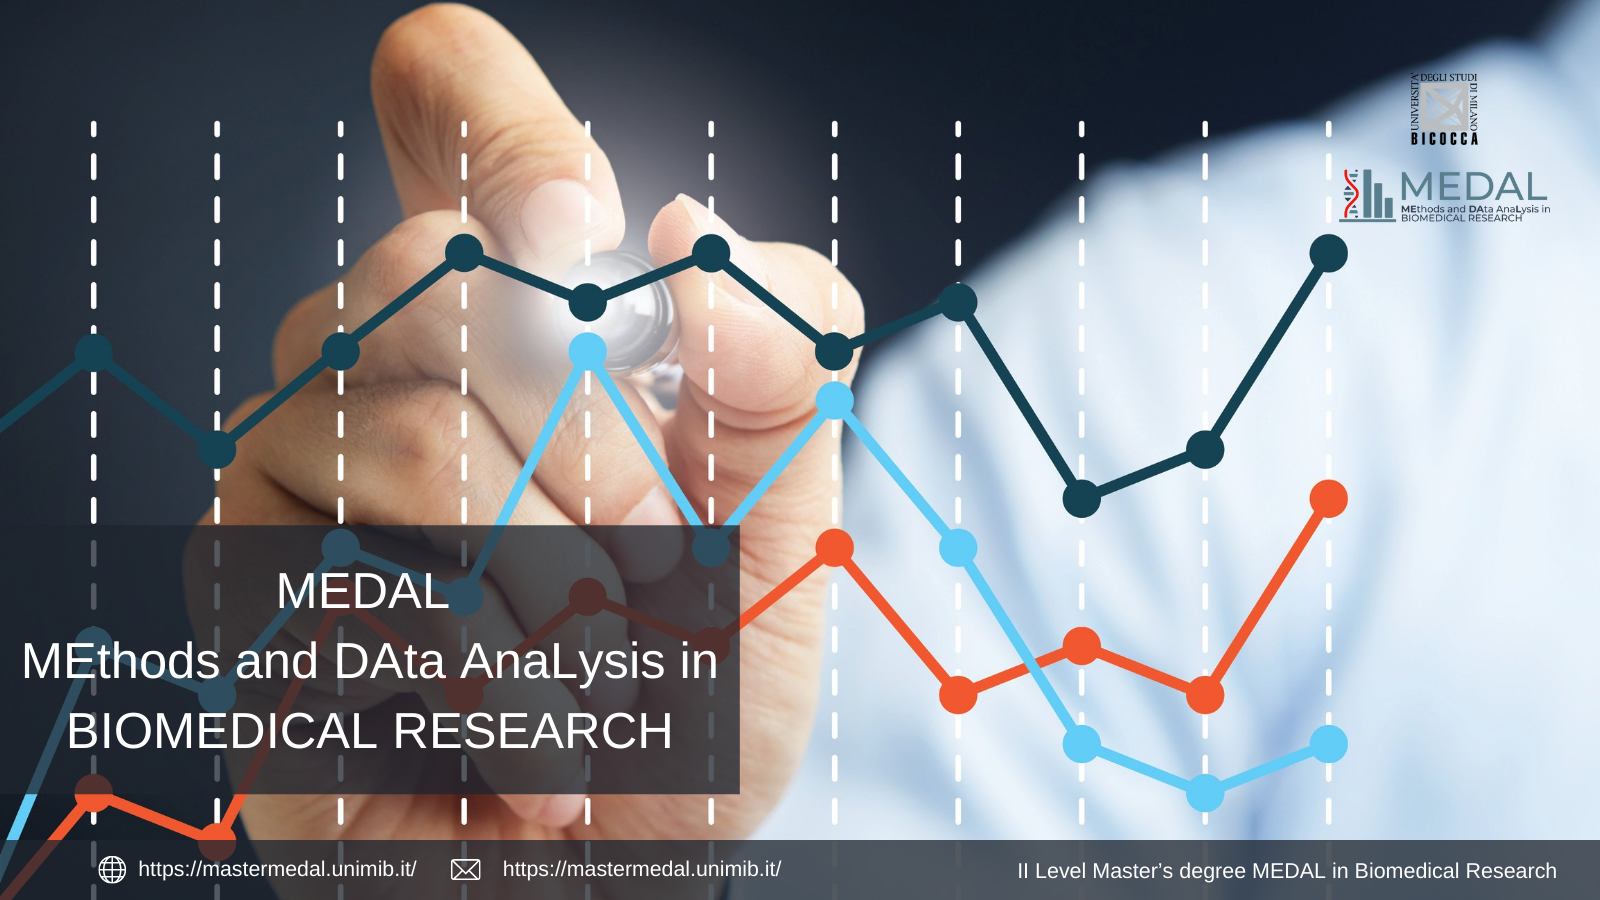 UNIVERSITA'
DEGLI STUDI
DI MILANO
BICOCCA
MEDAL
MEthods and DAta AnaLysis in
BIOMEDICAL RESEARCH
MEDAL
MEthods and DAta AnaLysis in
BIOMEDICAL RESEARCH
https://mastermedal.unimib.it/
https://mastermedal.unimib.it/
II Level Master’s degree MEDAL in Biomedical Research